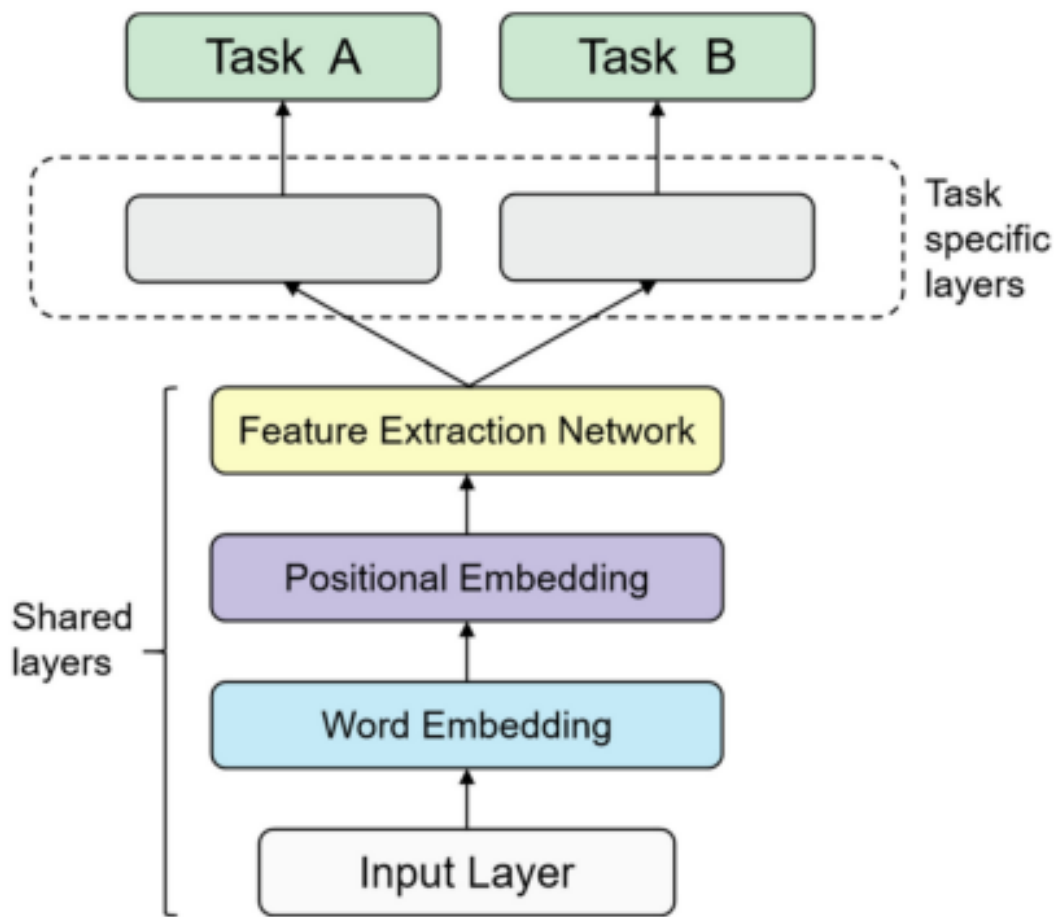 Task A
Task B
Task
specific
layers
Feature Extraction Network
Positional Embedding
Shared
layers
Word Embedding
Input Layer